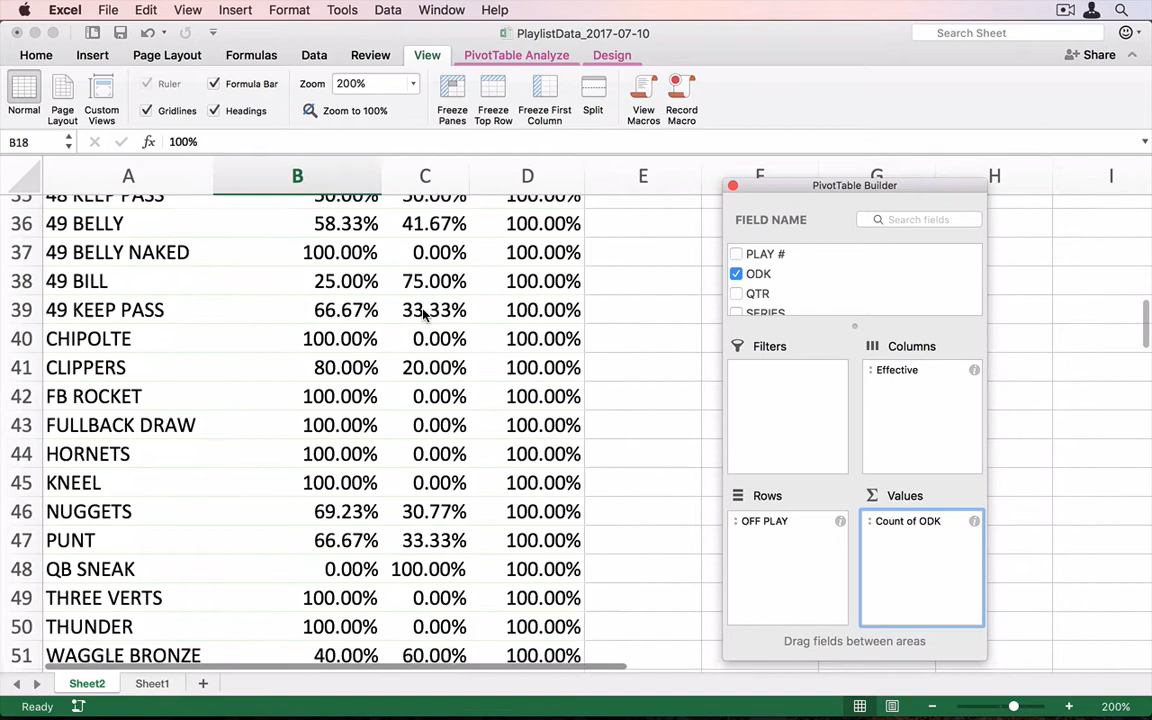 Excel File Edit View Insert Format Tools Data Window Help
PlaylistData_2017-07-10
Search Sheet
Home Insert Page Layout Formulas Data Review View PivotTable Analyze Design Share
Ruler Formula Bar Zoom 200%
Gridlines Headings Zoom to 100%
Normal Page Layout Custom Views Freeze Panes Freeze Top Row Freeze First Column Split View Macros Record Macro
B18 fx 100%
A B C D E F G H I
35 48 KEEP PASS 50.00% 50.00% 100.00%
36 49 BELLY 58.33% 41.67% 100.00%
37 49 BELLY NAKED 100.00% 0.00% 100.00%
38 49 BILL 25.00% 75.00% 100.00%
39 49 KEEP PASS 66.67% 33.33% 100.00%
40 CHIPOLTE 100.00% 0.00% 100.00%
41 CLIPPERS 80.00% 20.00% 100.00%
42 FB ROCKET 100.00% 0.00% 100.00%
43 FULLBACK DRAW 100.00% 0.00% 100.00%
44 HORNETS 100.00% 0.00% 100.00%
45 KNEEL 100.00% 0.00% 100.00%
46 NUGGETS 69.23% 30.77% 100.00%
47 PUNT 66.67% 33.33% 100.00%
48 QB SNEAK 0.00% 100.00% 100.00%
49 THREE VERTS 100.00% 0.00% 100.00%
50 THUNDER 100.00% 0.00% 100.00%
51 WAGGLE BRONZE 40.00% 60.00% 100.00%
PivotTable Builder
FIELD NAME Search fields
PLAY #
ODK
QTR
SERIES
Filters Columns
Effective
Rows Values
OFF PLAY Count of ODK
Drag fields between areas
Sheet2 Sheet1
Ready 200%